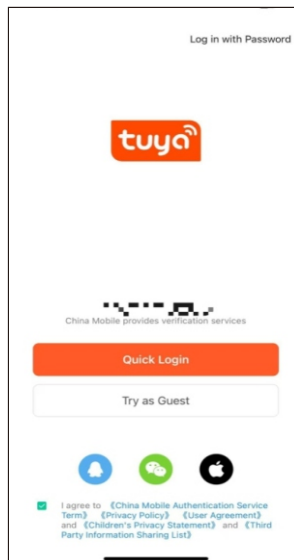 Log in with Password
tuya
China Mobile provides verification services
Quick Login
Try as Guest
I agree to 《China Mobile Authentication Service
Term》 《Privacy Policy》 《User Agreement》
and 《Children's Privacy Statement》 and 《Third
Party Information Sharing List》